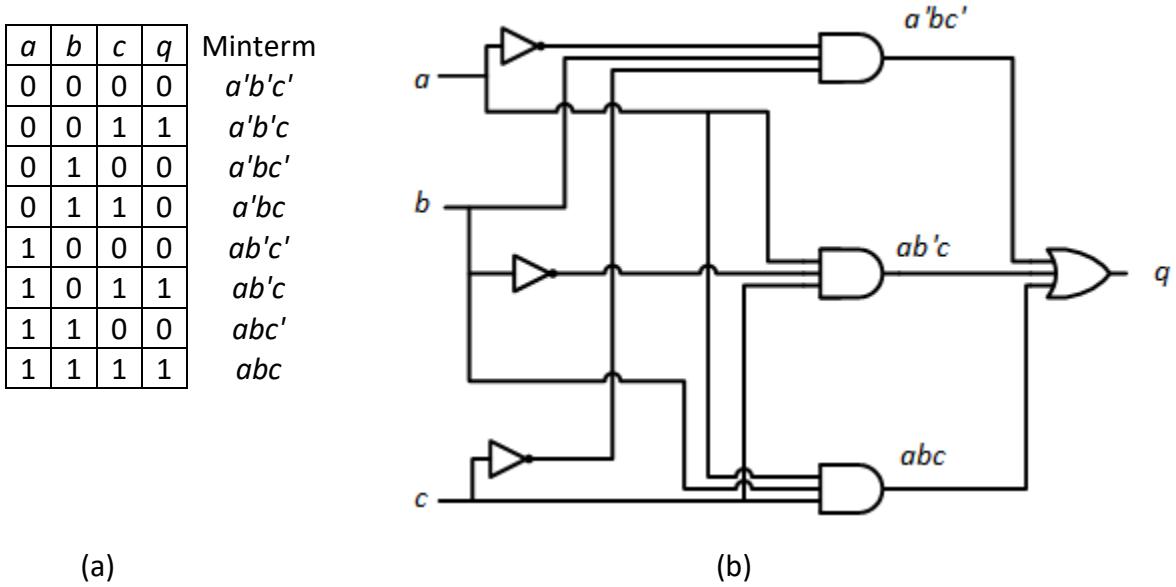 a b c q Minterm
0 0 0 0 a'b'c'
0 0 1 1 a'b'c
0 1 0 0 a'bc'
0 1 1 0 a'bc
1 0 0 0 ab'c'
1 0 1 1 ab'c
1 1 0 0 abc'
1 1 1 1 abc
(a)
a'bc'
a
b
ab'c
q
abc
c
(b)